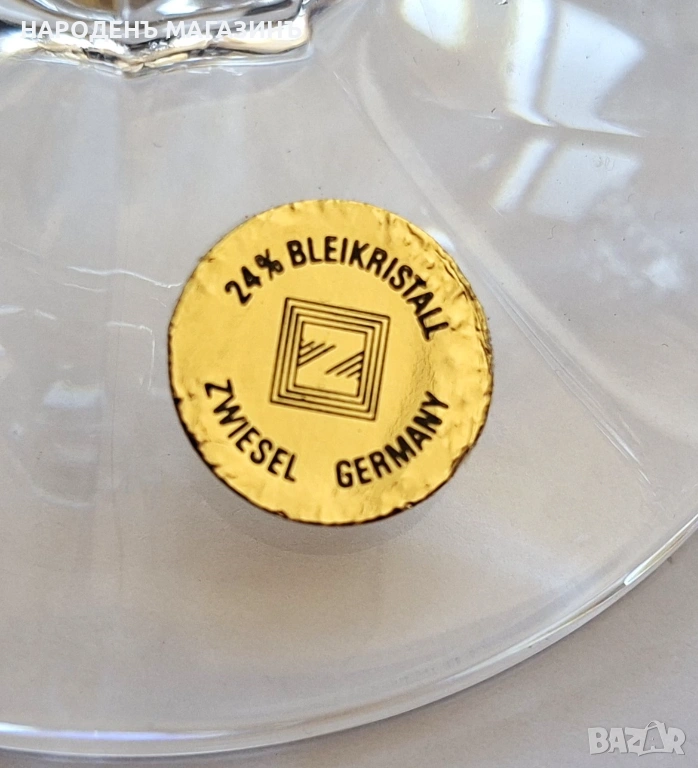 НАРОДЕНЪ МАГАЗИНЪ
24% BLEIKRISTALL
Z
ZWIESEL GERMANY
BAZAR